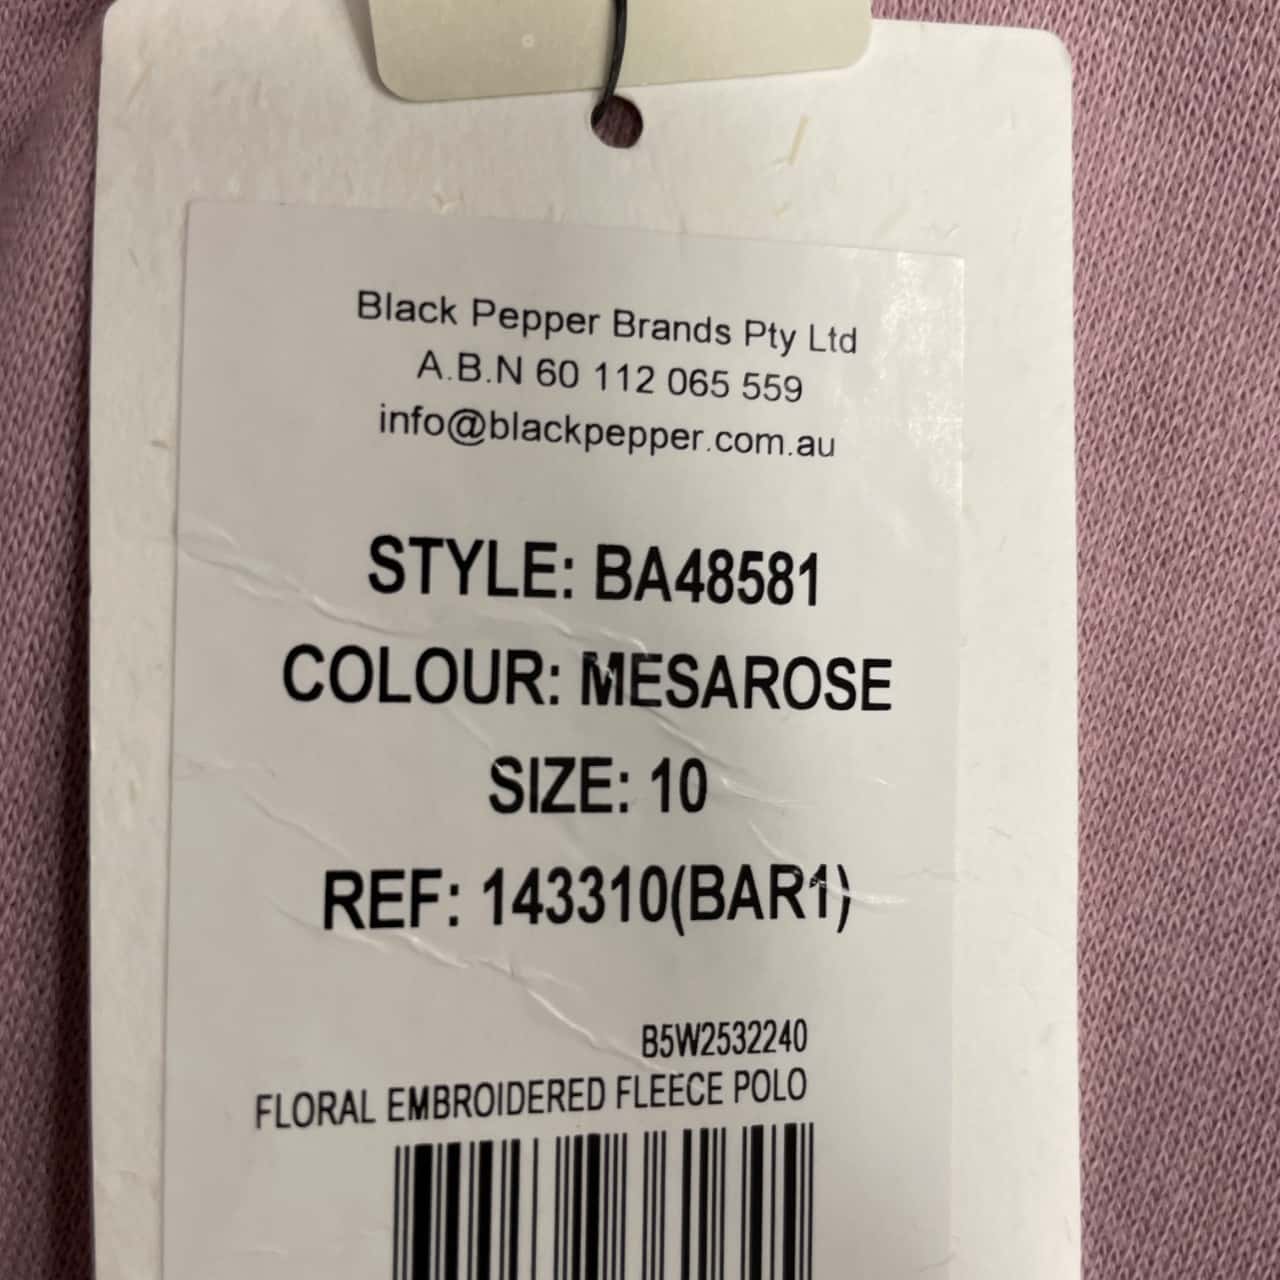 Black Pepper Brands Pty Ltd
A.B.N 60 112 065 559
info@blackpepper.com.au
STYLE: BA48581
COLOUR: MESAROSE
SIZE: 10
REF: 143310(BAR1)
B5W2532240
FLORAL EMBROIDERED FLEECE POLO